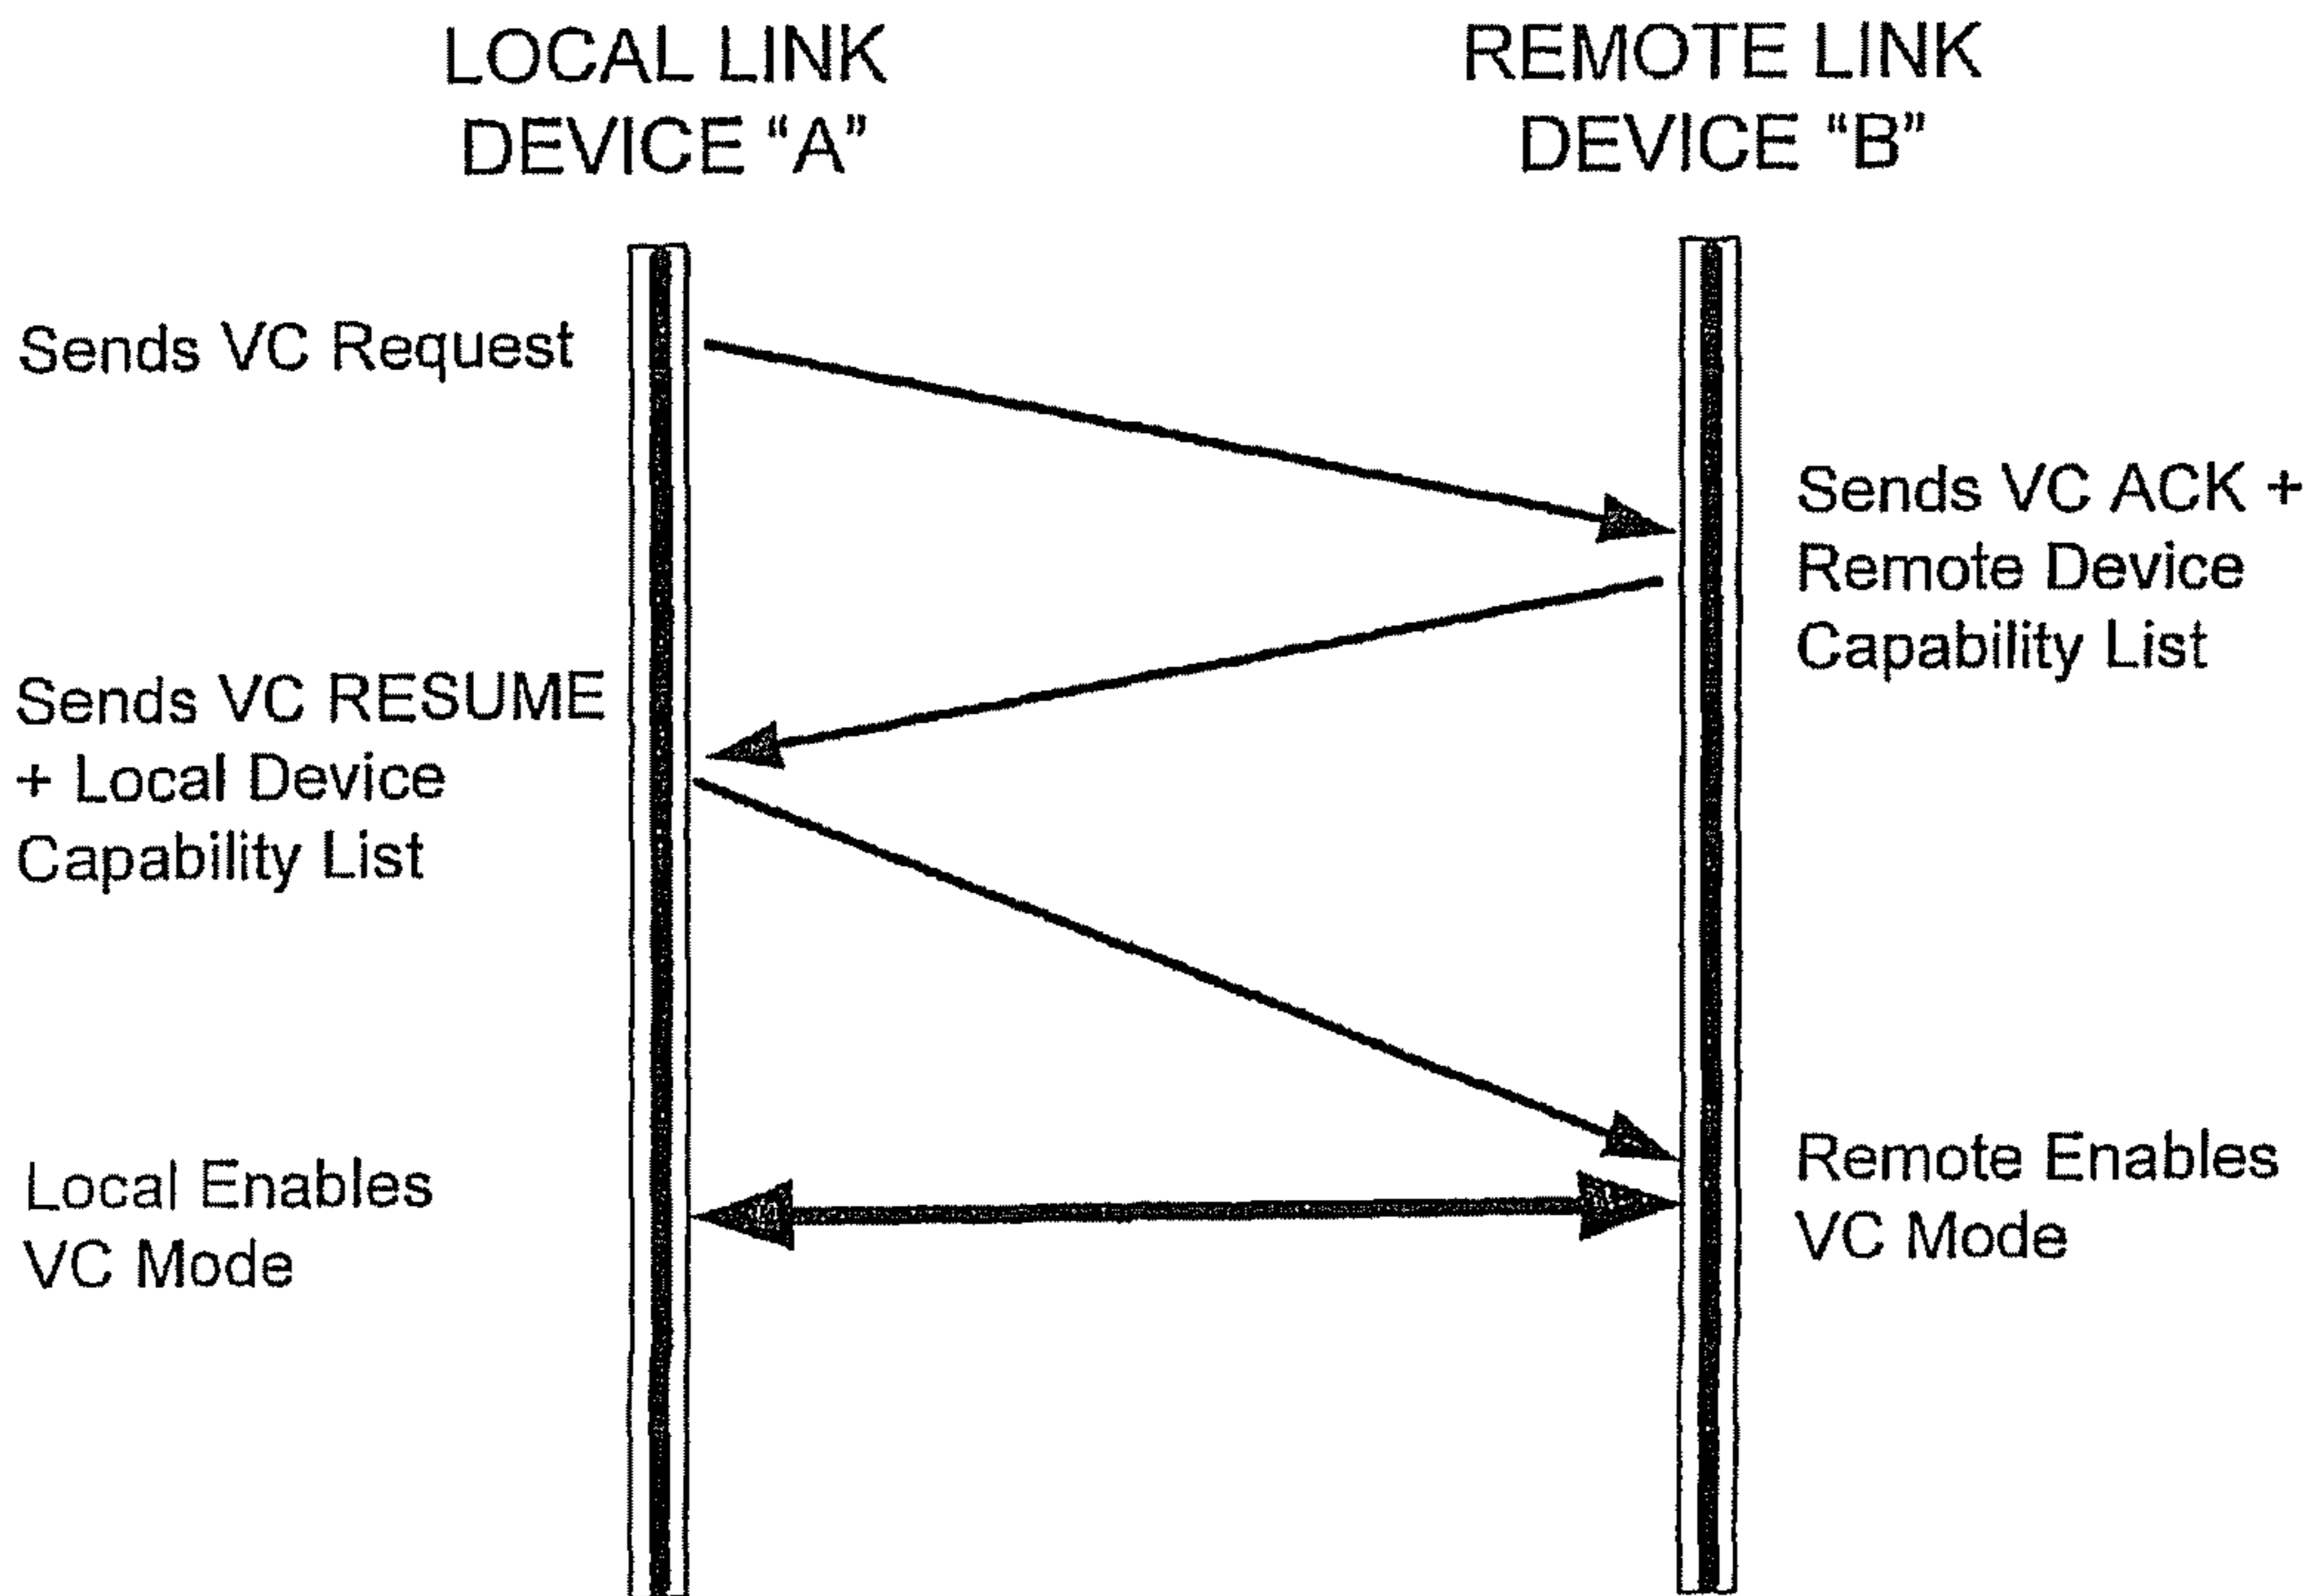 LOCAL LINK
DEVICE “A”
REMOTE LINK
DEVICE “B”
Sends VC Request
Sends VC ACK +
Remote Device
Capability List
Sends VC RESUME
+ Local Device
Capability List
Local Enables
VC Mode
Remote Enables
VC Mode